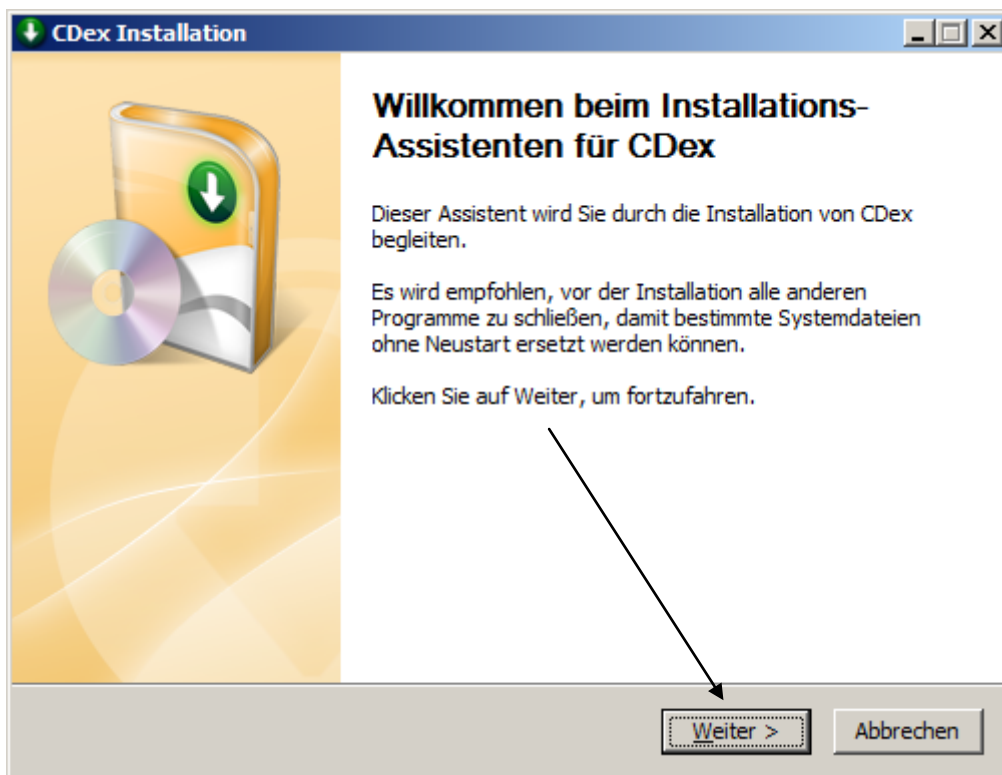 CDex Installation
Willkommen beim Installations-
Assistenten für CDex
Dieser Assistent wird Sie durch die Installation von CDex
begleiten.
Es wird empfohlen, vor der Installation alle anderen
Programme zu schließen, damit bestimmte Systemdateien
ohne Neustart ersetzt werden können.
Klicken Sie auf Weiter, um fortzufahren.
Weiter > Abbrechen